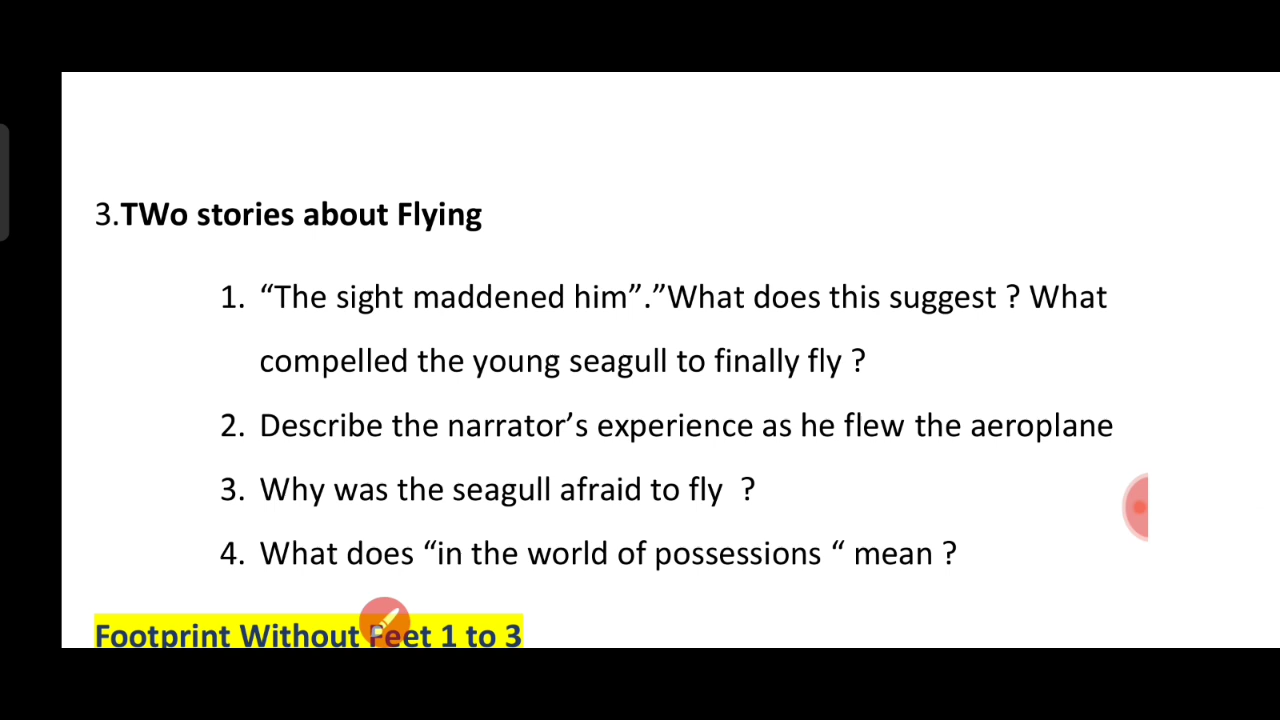 3.TWo stories about Flying
1. “The sight maddened him”.”What does this suggest ? What
compelled the young seagull to finally fly ?
2. Describe the narrator’s experience as he flew the aeroplane
3. Why was the seagull afraid to fly ?
4. What does “in the world of possessions “ mean ?
Footprint Without Feet 1 to 3